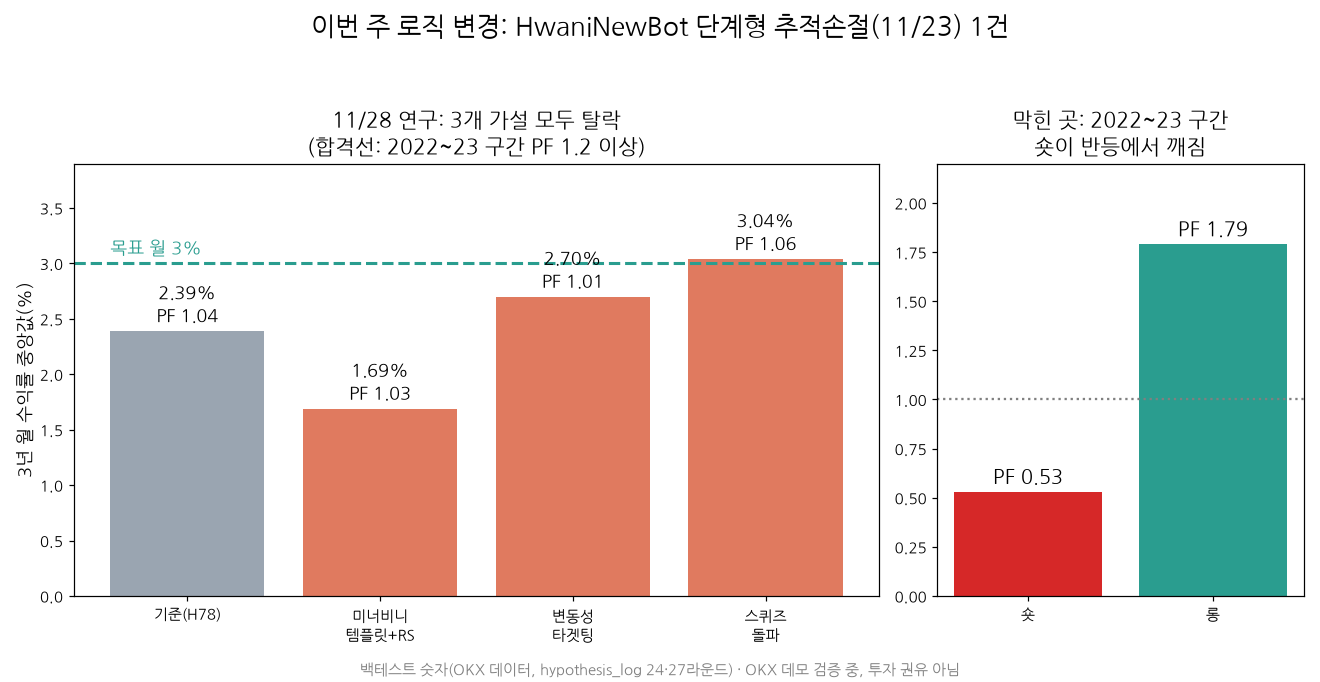 이번 주 로직 변경: HwaniNewBot 단계형 추적손절(11/23) 1건
11/28 연구: 3개 가설 모두 탈락
(합격선: 2022~23 구간 PF 1.2 이상)
3년 월 수익률 중앙값(%)
3.5
3.0
2.5
2.0
1.5
1.0
0.5
0.0
목표 월 3%
2.39%
PF 1.04
1.69%
PF 1.03
2.70%
PF 1.01
3.04%
PF 1.06
기준(H78)
미너비니
템플릿+RS
변동성
타겟팅
스퀴즈
돌파
막힌 곳: 2022~23 구간
숏이 반등에서 깨짐
2.00
1.75
1.50
1.25
1.00
0.75
0.50
0.25
0.00
PF 0.53
PF 1.79
숏
롱
백테스트 숫자(OKX 데이터, hypothesis_log 24·27라운드) · OKX 데모 검증 중, 투자 권유 아님